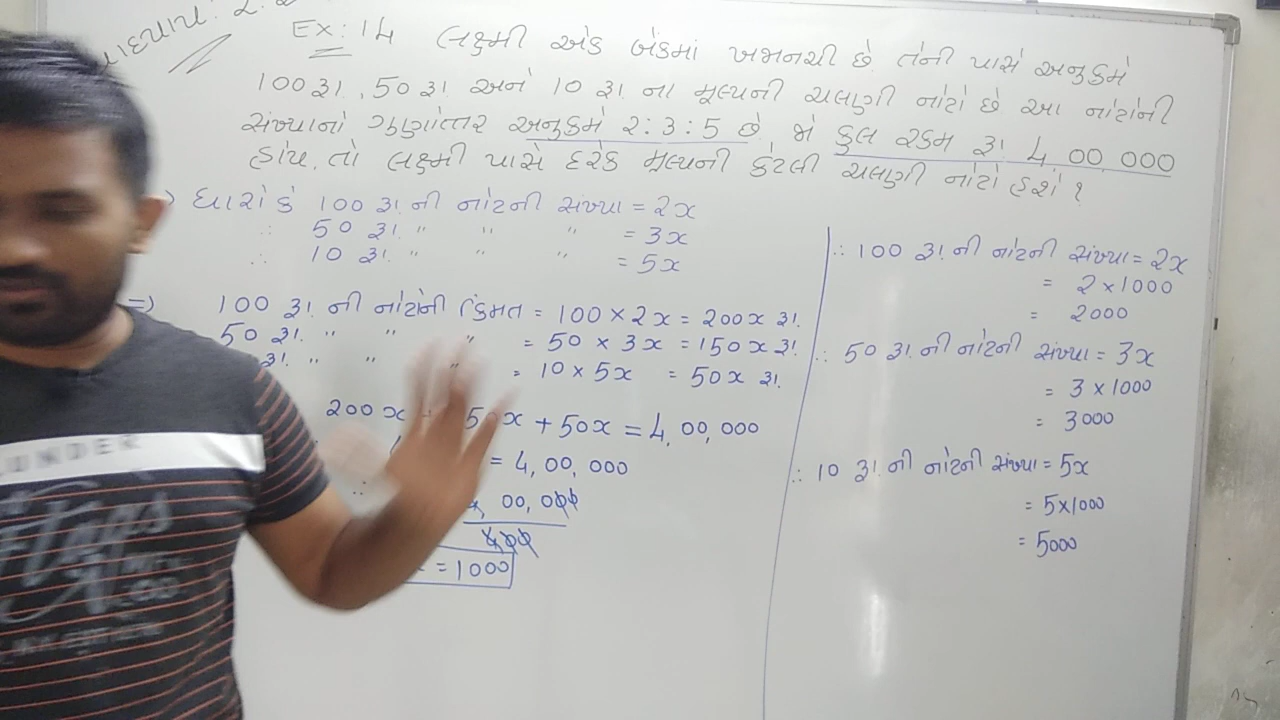 Ex: 14 લક્ષ્મી એક બેંકમાં ખજાનચી છે. તેની પાસે અનુક્રમે
100 રૂા., 50 રૂા. અને 10 રૂા. ના મૂલ્યની ચલણી નોટો છે આ નોટોની
સંખ્યાનો ગુણોત્તર અનુક્રમે 2 : 3 : 5 છે. જો કુલ રકમ રૂા. 4 00 000
હોય, તો લક્ષ્મી પાસે દરેક મૂલ્યની કેટલી ચલણી નોટો હશે ?
ધારો કે 100 રૂા. ની નોટની સંખ્યા = 2x
∴ 50 રૂા. " " " = 3x
∴ 10 રૂા. " " " = 5x
=) 100 રૂા. ની નોટોની કિંમત = 100 × 2x = 200x રૂા.
50 રૂા. " " " = 50 × 3x = 150x રૂા.
રૂા. " " " = 10 × 5x = 50x રૂા.
200x 50x + 50x = 4,00,000
= 4,00,000
00,000
400
= 1000
∴ 100 રૂા. ની નોટની સંખ્યા = 2x
= 2 × 1000
= 2000
∴ 50 રૂા. ની નોટની સંખ્યા = 3x
= 3 × 1000
= 3000
∴ 10 રૂા. ની નોટની સંખ્યા = 5x
= 5×1000
= 5000
UNDER